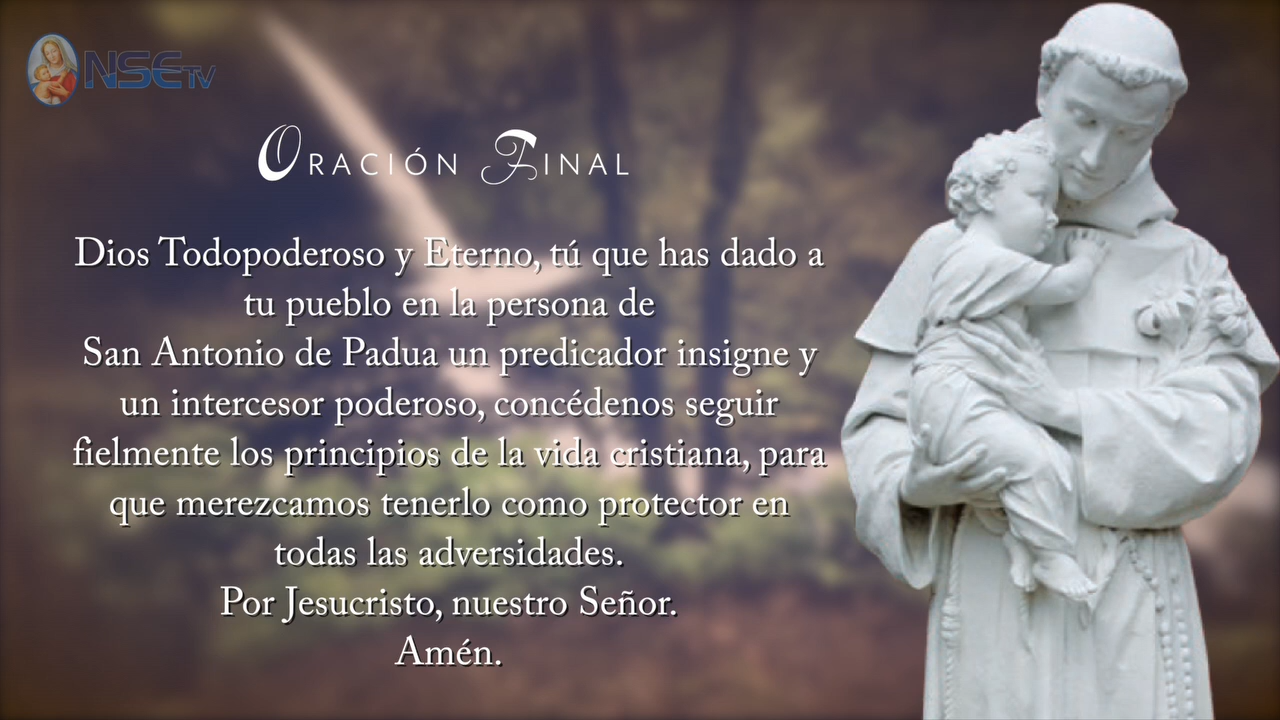 NSETV
Oración Final
Dios Todopoderoso y Eterno, tú que has dado a
tu pueblo en la persona de
San Antonio de Padua un predicador insigne y
un intercesor poderoso, concédenos seguir
fielmente los principios de la vida cristiana, para
que merezcamos tenerlo como protector en
todas las adversidades.
Por Jesucristo, nuestro Señor.
Amén.